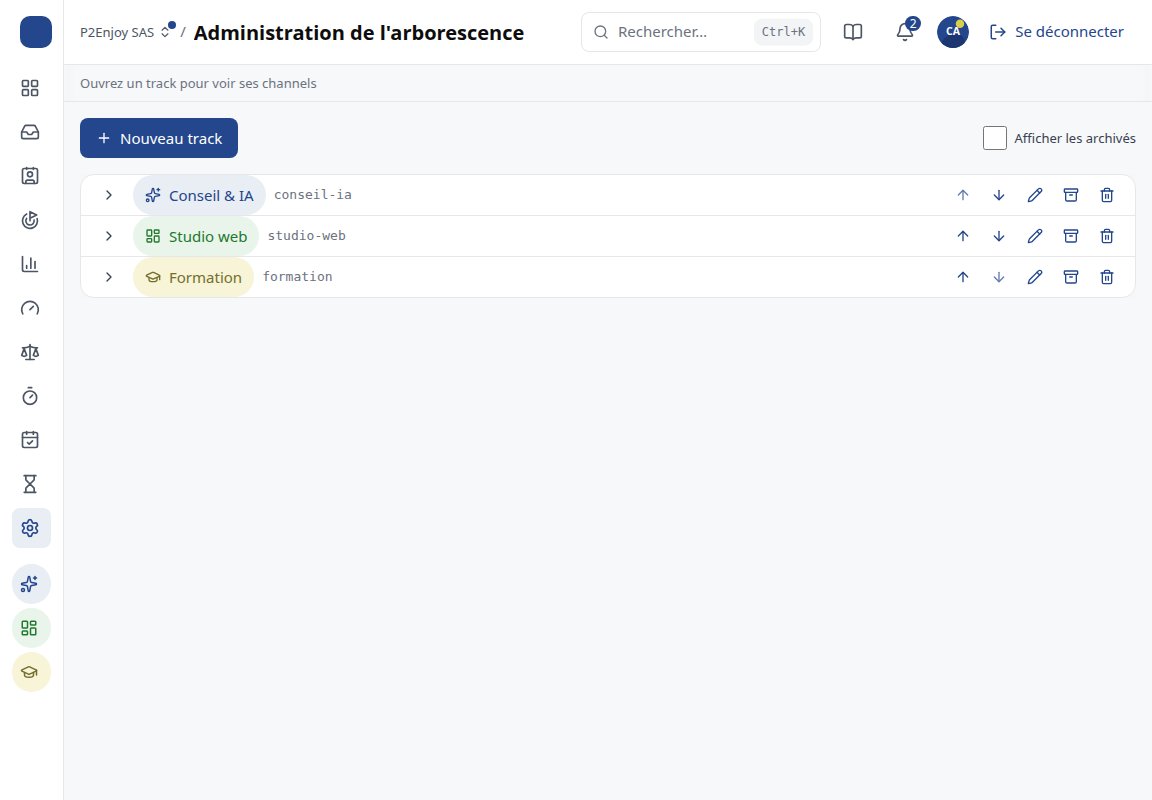 P2Enjoy SAS / Administration de l'arborescence
Rechercher... Ctrl+K
2
CA
Se déconnecter
Ouvrez un track pour voir ses channels
Nouveau track
Afficher les archivés
Conseil & IA conseil-ia
Studio web studio-web
Formation formation